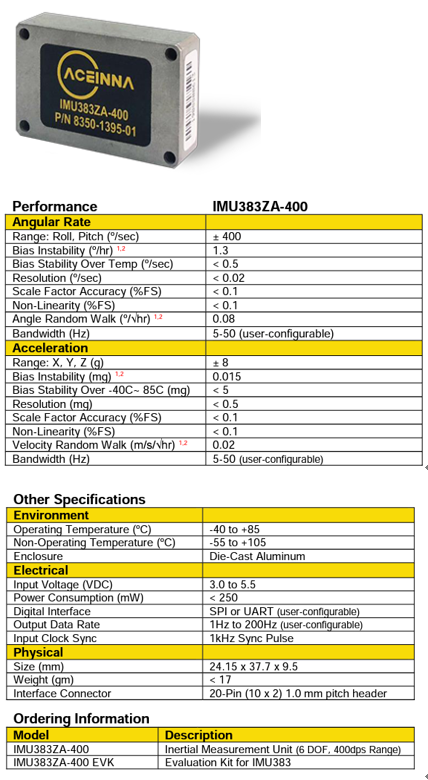 ACEINNA
IMU383ZA-400
P/N 8350-1395-01
Performance IMU383ZA-400
Angular Rate
Range: Roll, Pitch (º/sec) ± 400
Bias Instability (º/hr) 1,2 1.3
Bias Stability Over Temp (º/sec) < 0.5
Resolution (º/sec) < 0.02
Scale Factor Accuracy (%FS) < 0.1
Non-Linearity (%FS) < 0.1
Angle Random Walk (º/√hr) 1,2 0.08
Bandwidth (Hz) 5-50 (user-configurable)
Acceleration
Range: X, Y, Z (g) ± 8
Bias Instability (mg) 1,2 0.015
Bias Stability Over -40C~ 85C (mg) < 5
Resolution (mg) < 0.5
Scale Factor Accuracy (%FS) < 0.1
Non-Linearity (%FS) < 0.1
Velocity Random Walk (m/s/√hr) 1,2 0.02
Bandwidth (Hz) 5-50 (user-configurable)
Other Specifications
Environment
Operating Temperature (ºC) -40 to +85
Non-Operating Temperature (ºC) -55 to +105
Enclosure Die-Cast Aluminum
Electrical
Input Voltage (VDC) 3.0 to 5.5
Power Consumption (mW) < 250
Digital Interface SPI or UART (user-configurable)
Output Data Rate 1Hz to 200Hz (user-configurable)
Input Clock Sync 1kHz Sync Pulse
Physical
Size (mm) 24.15 x 37.7 x 9.5
Weight (gm) < 17
Interface Connector 20-Pin (10 x 2) 1.0 mm pitch header
Ordering Information
Model Description
IMU383ZA-400 Inertial Measurement Unit (6 DOF, 400dps Range)
IMU383ZA-400 EVK Evaluation Kit for IMU383